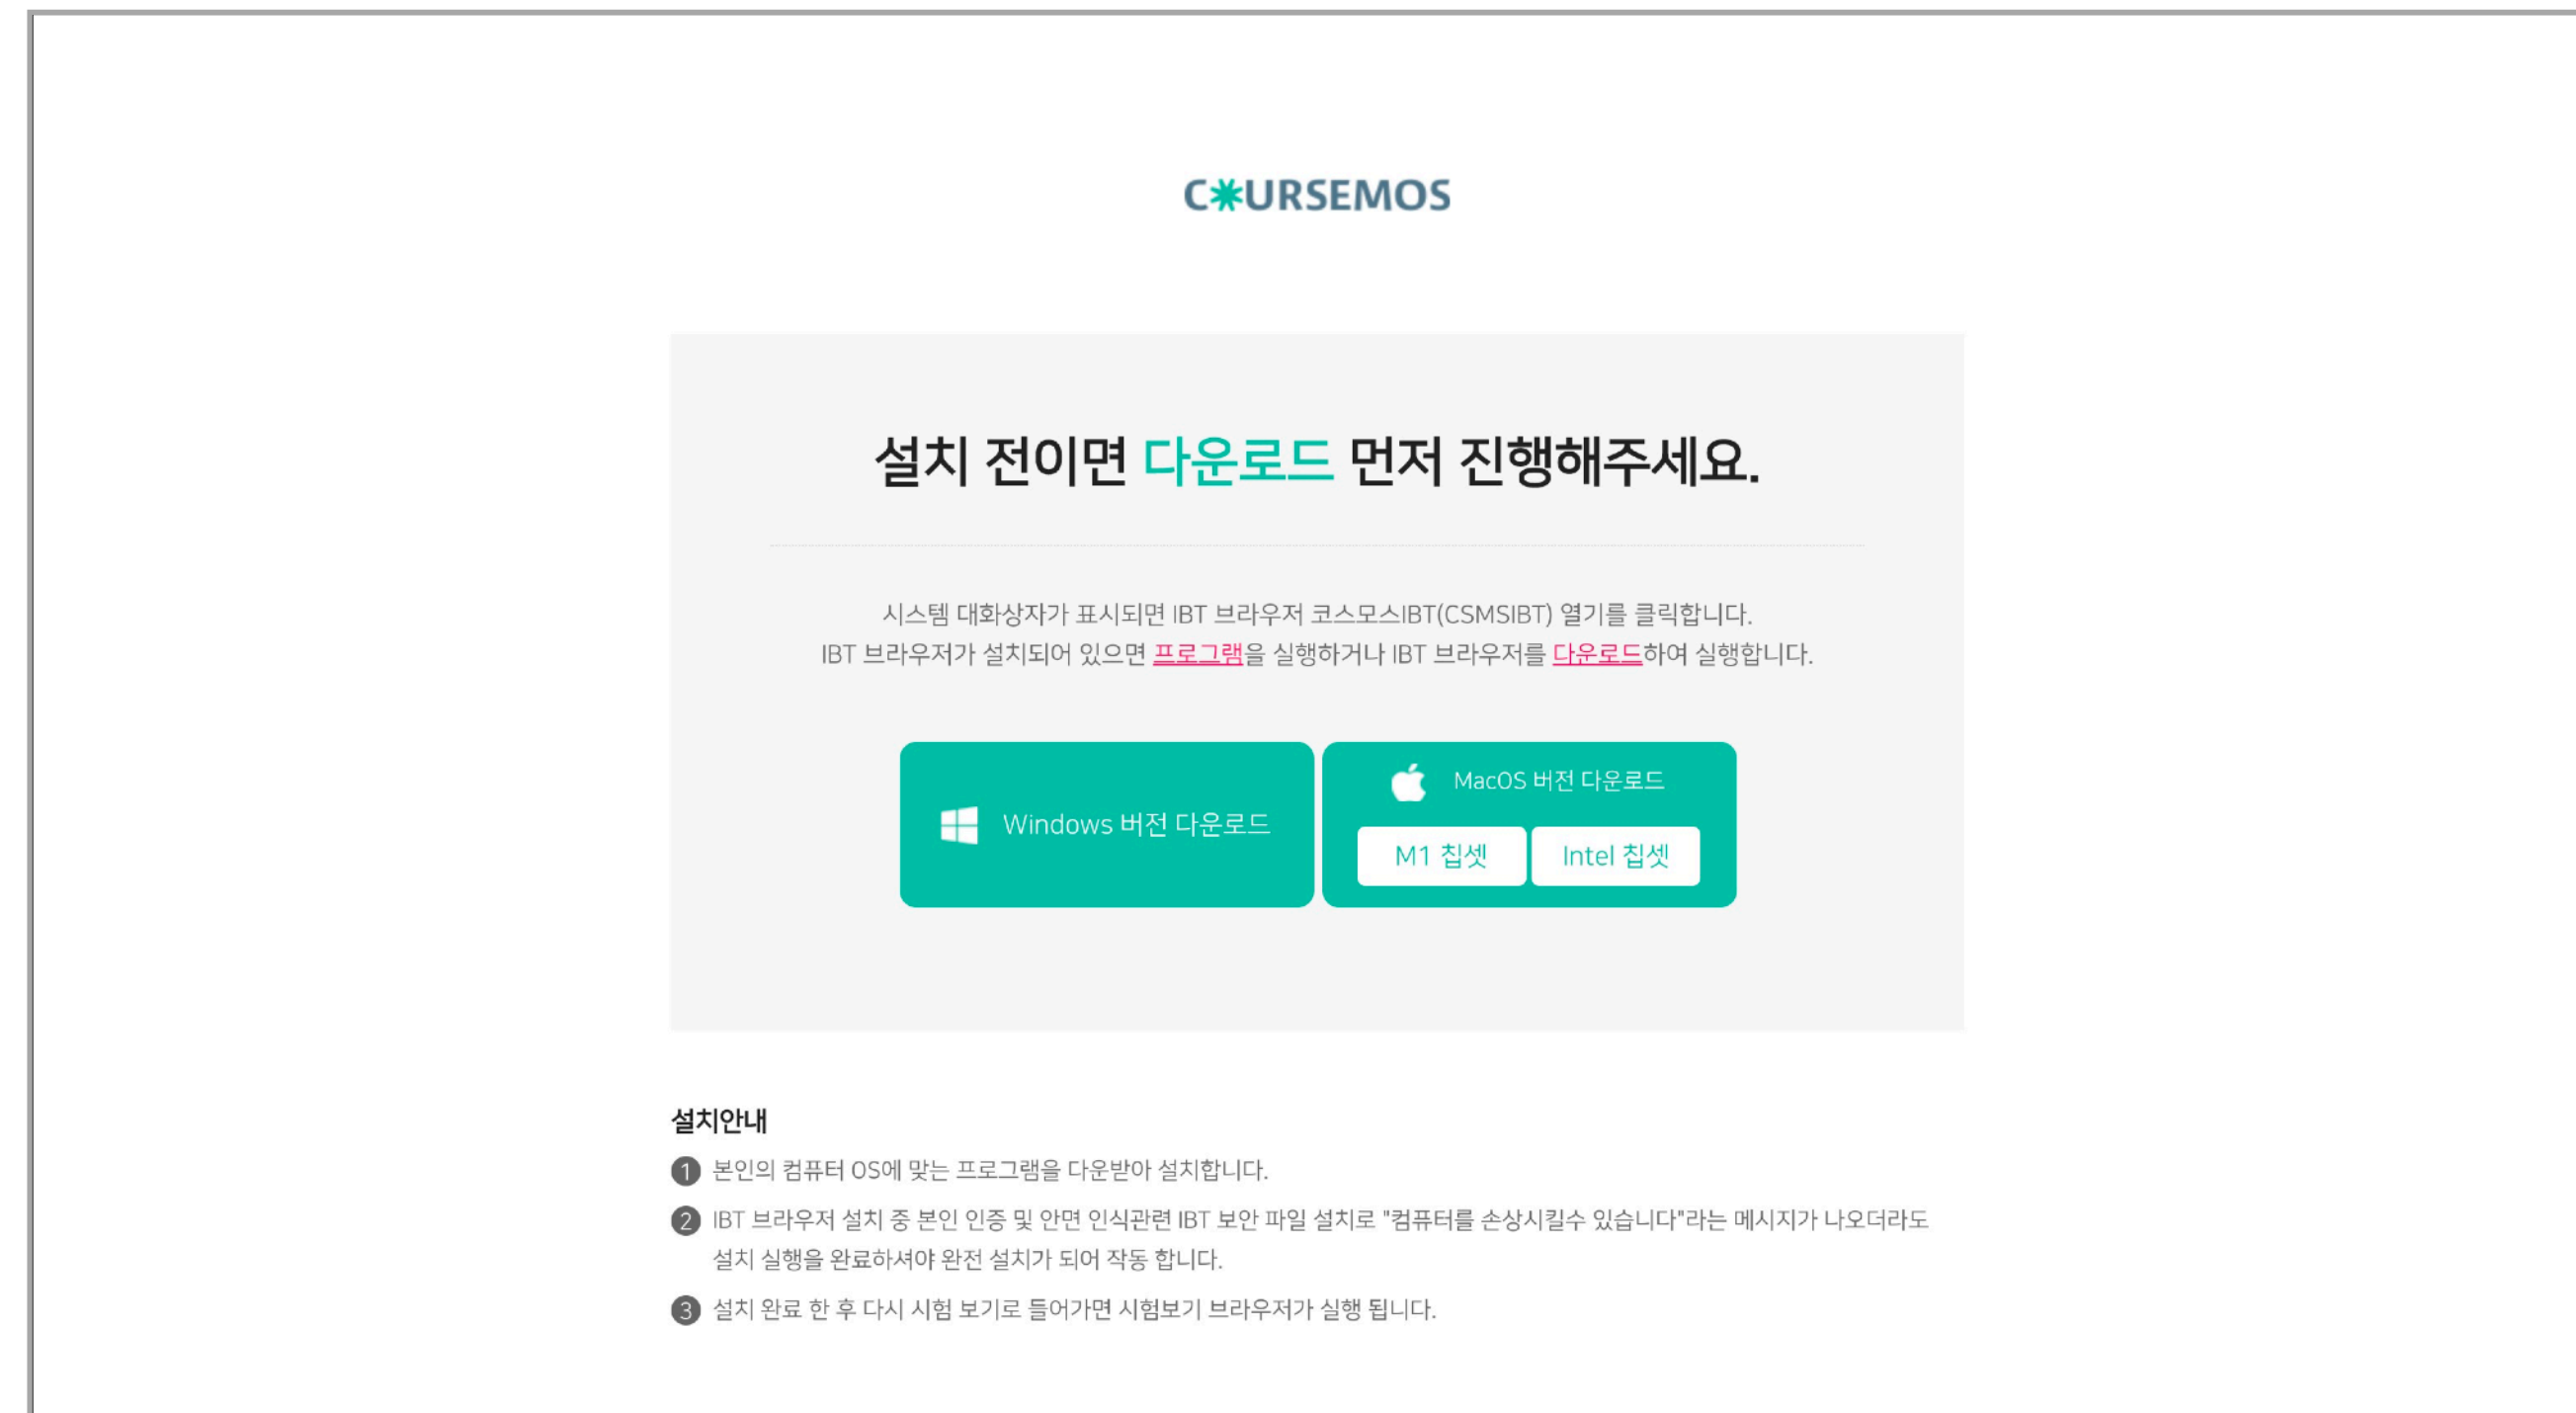 COURSEMOS
설치 전이면 다운로드 먼저 진행해주세요.
시스템 대화상자가 표시되면 IBT 브라우저 코스모스IBT(CSMSIBT) 열기를 클릭합니다.
IBT 브라우저가 설치되어 있으면 프로그램을 실행하거나 IBT 브라우저를 다운로드하여 실행합니다.
Windows 버전 다운로드
MacOS 버전 다운로드
M1 칩셋
Intel 칩셋
설치안내
1 본인의 컴퓨터 OS에 맞는 프로그램을 다운받아 설치합니다.
2 IBT 브라우저 설치 중 본인 인증 및 안면 인식관련 IBT 보안 파일 설치로 "컴퓨터를 손상시킬수 있습니다"라는 메시지가 나오더라도
설치 실행을 완료하셔야 완전 설치가 되어 작동 합니다.
3 설치 완료 한 후 다시 시험 보기로 들어가면 시험보기 브라우저가 실행 됩니다.